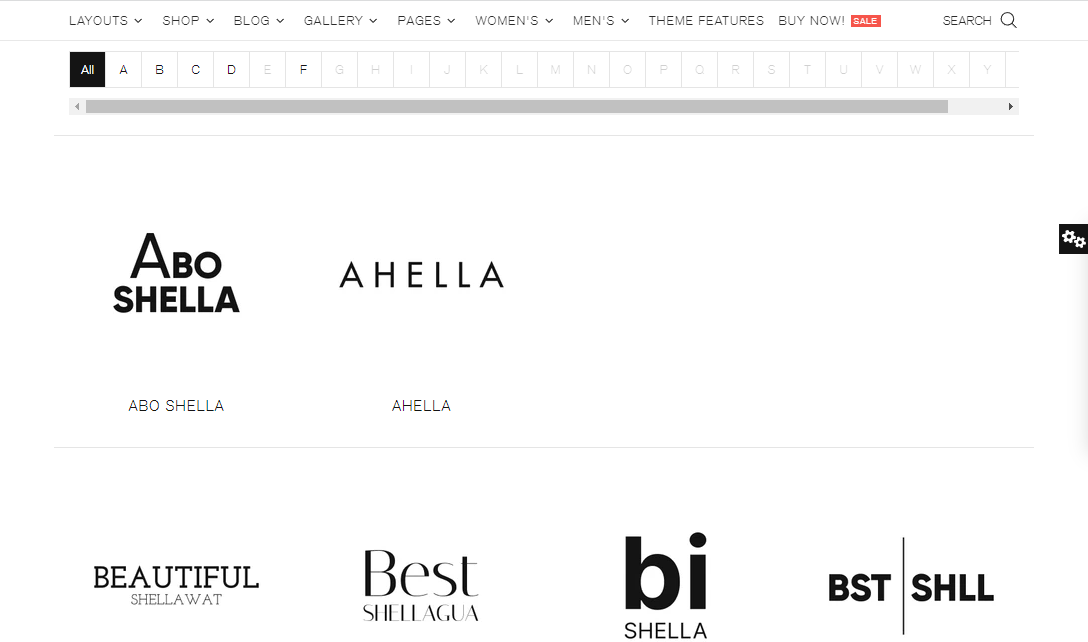 LAYOUTS SHOP BLOG GALLERY PAGES WOMEN'S MEN'S THEME FEATURES BUY NOW! SALE SEARCH
All A B C D E F G H I J K L M N O P Q R S T U V W X Y
ABO
SHELLA
AHELLA
ABO SHELLA AHELLA
BEAUTIFUL
SHELLAWAT
Best
SHELLAGUA
bi
SHELLA
BST SHLL